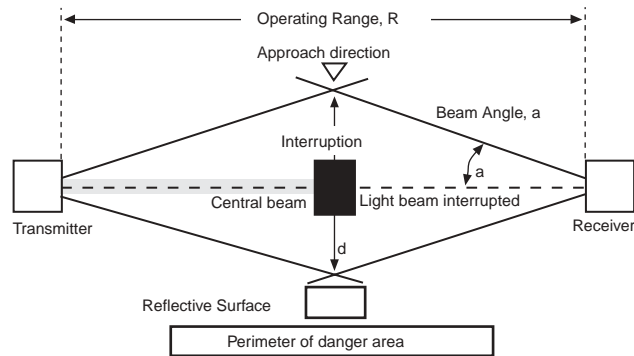 Operating Range, R
Approach direction
Beam Angle, a
Interruption
a
Central beam
Light beam interrupted
Transmitter
Receiver
d
Reflective Surface
Perimeter of danger area